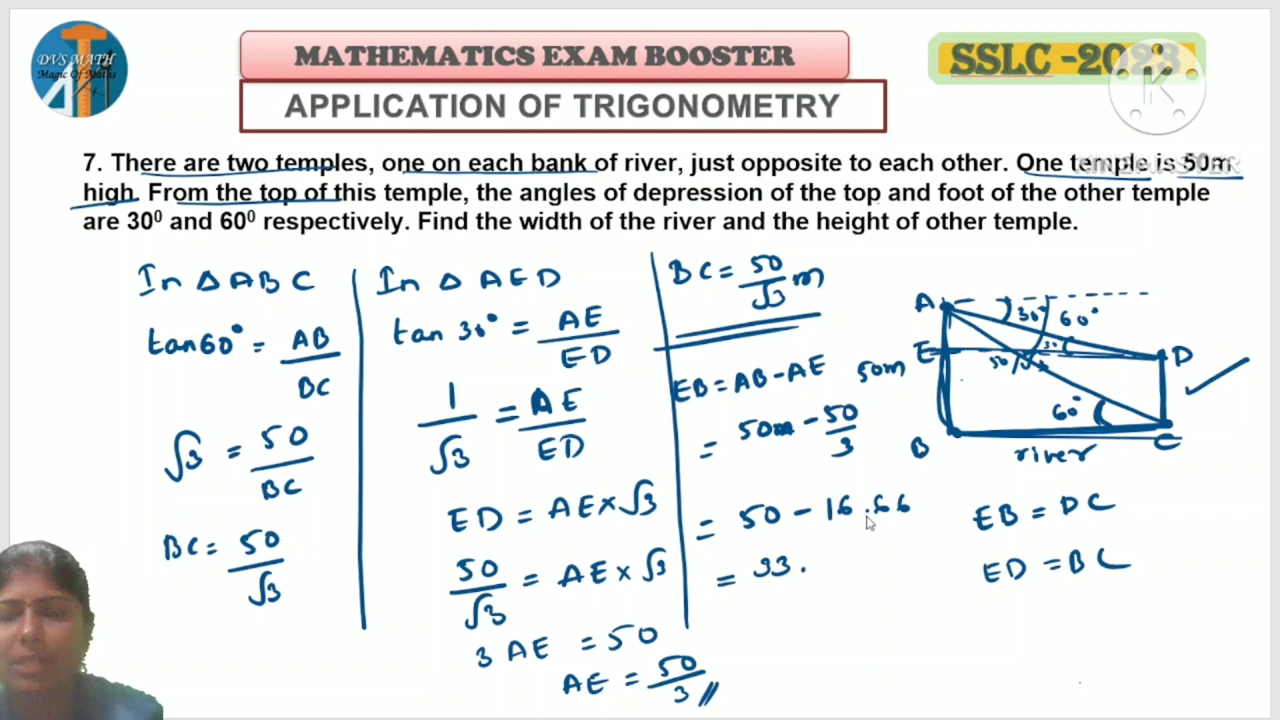 DVS MATH
Magic Of Maths
MATHEMATICS EXAM BOOSTER
SSLC -2023
APPLICATION OF TRIGONOMETRY
K
7. There are two temples, one on each bank of river, just opposite to each other. One temple is 50m
high. From the top of this temple, the angles of depression of the top and foot of the other temple
are 30⁰ and 60⁰ respectively. Find the width of the river and the height of other temple.
In △ ABC
tan60° = AB/BC
√3 = 50/BC
BC = 50/√3
In △ AED
tan 30° = AE/ED
1/√3 = AE/ED
ED = AE×√3
50/√3 = AE × √3
3 AE = 50
AE = 50/3 //
BC = 50/√3 m
EB = AB - AE
= 50m - 50/3
= 50 - 16.66
= 33.
A
30°
60°
E
30
D
50/√3
50m
60°
B
river
C
EB = DC
ED = BC